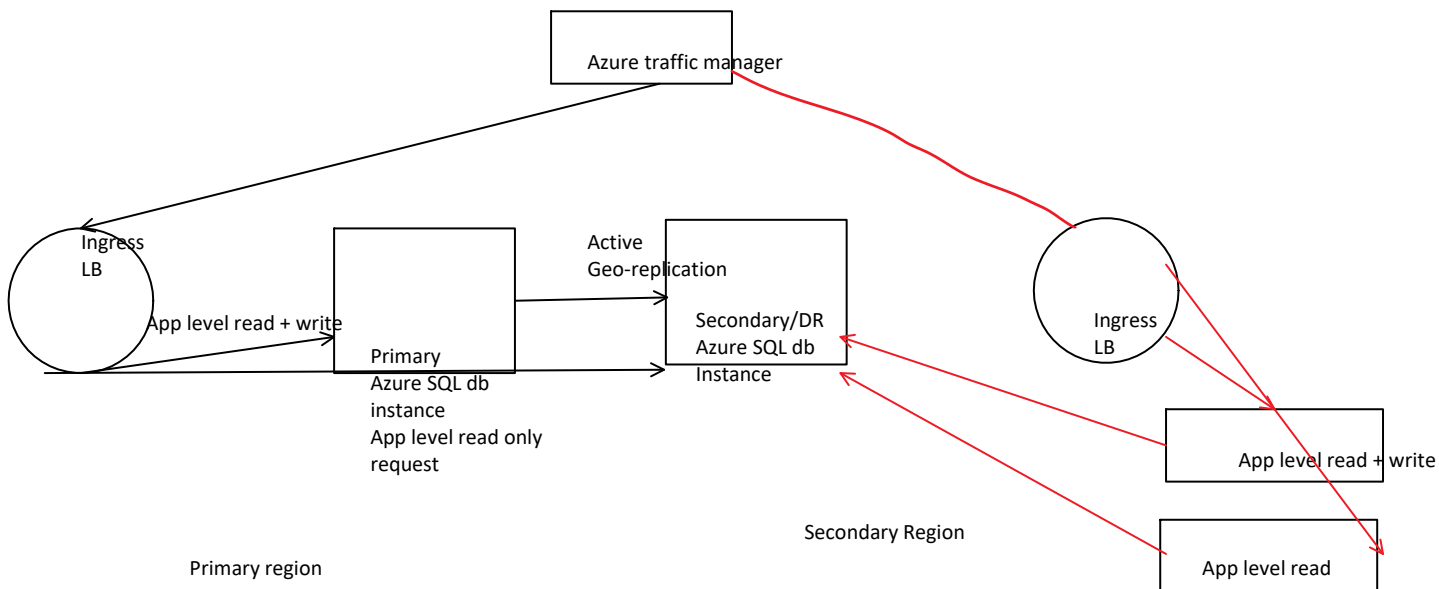 Azure traffic manager
Ingress
LB
App level read + write
Primary
Azure SQL db
instance
App level read only
request
Active
Geo-replication
Secondary/DR
Azure SQL db
Instance
Ingress
LB
App level read + write
App level read
Secondary Region
Primary region